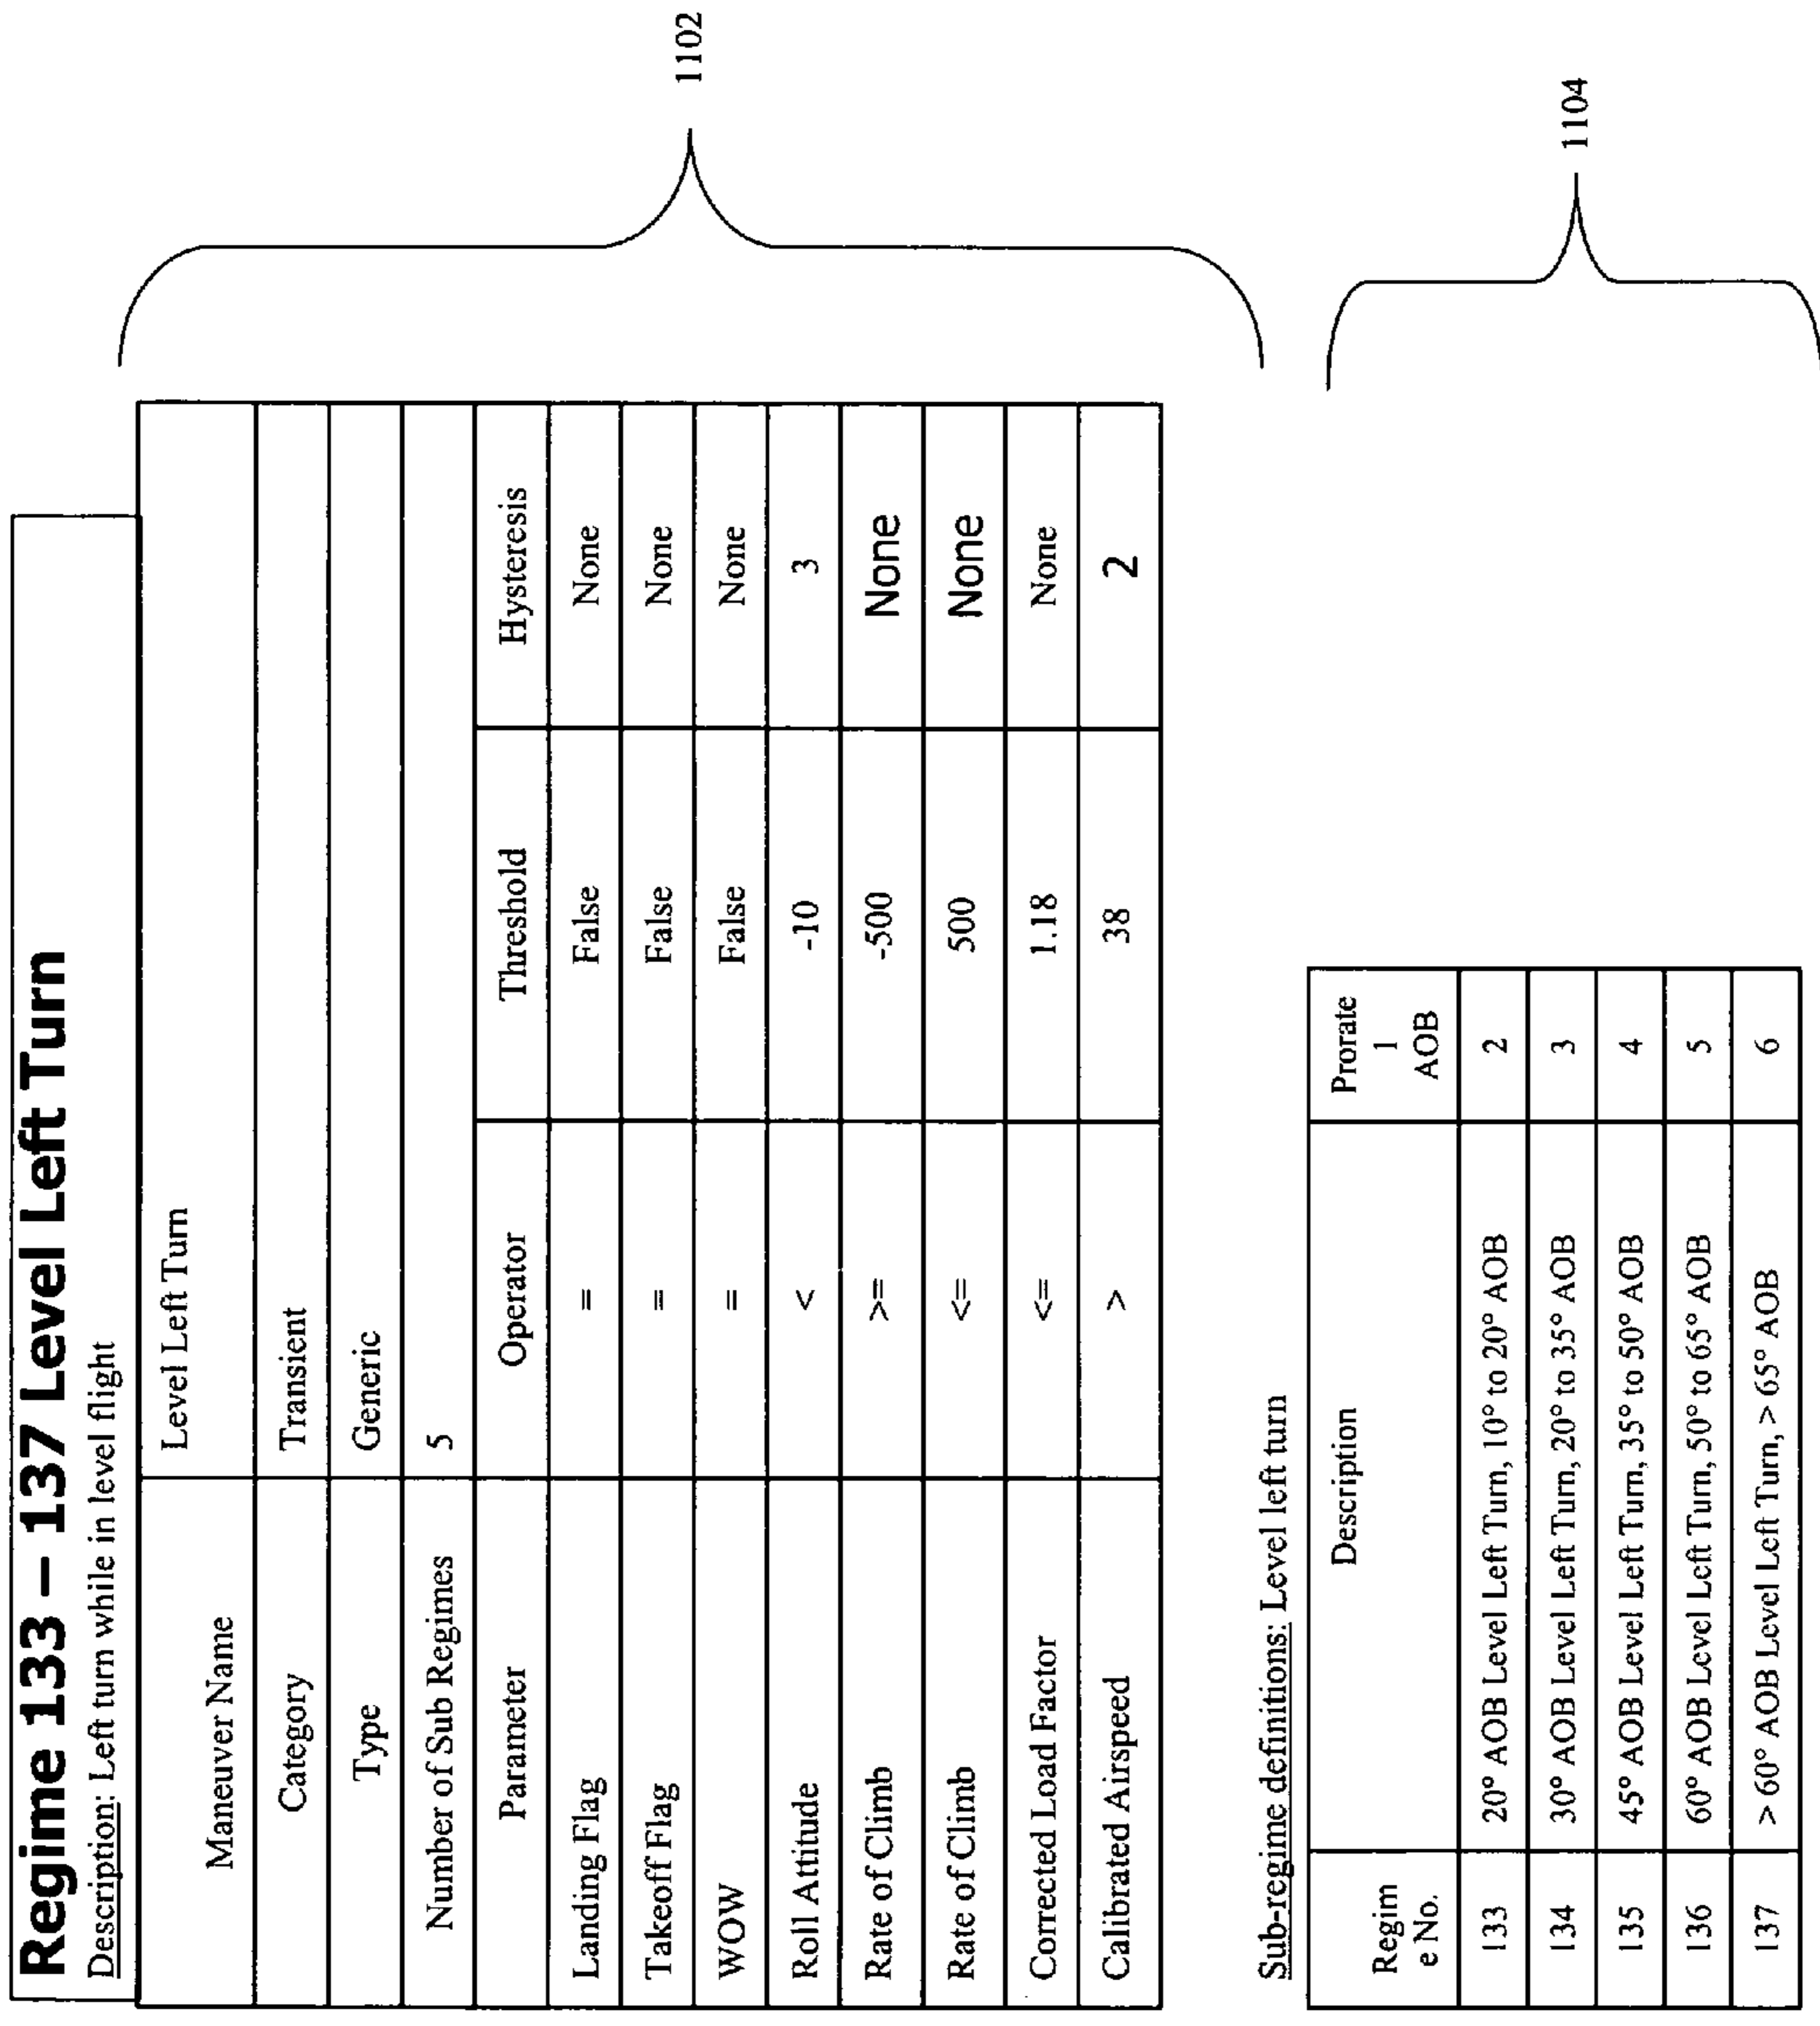 Regime 133 – 137 Level Left Turn
Description: Left turn while in level flight
Maneuver Name Level Left Turn
Category Transient
Type Generic
Number of Sub Regimes 5
Parameter Operator Threshold Hysteresis
Landing Flag = False None
Takeoff Flag = False None
WOW = False None
Roll Attitude < -10 3
Rate of Climb >= -500 None
Rate of Climb <= 500 None
Corrected Load Factor <= 1.18 None
Calibrated Airspeed > 38 2
1102
Sub-regime definitions: Level left turn
Regim
e No.
Description
Prorate
1
AOB
133 20° AOB Level Left Turn, 10° to 20° AOB 2
134 30° AOB Level Left Turn, 20° to 35° AOB 3
135 45° AOB Level Left Turn, 35° to 50° AOB 4
136 60° AOB Level Left Turn, 50° to 65° AOB 5
137 > 60° AOB Level Left Turn, > 65° AOB 6
1104